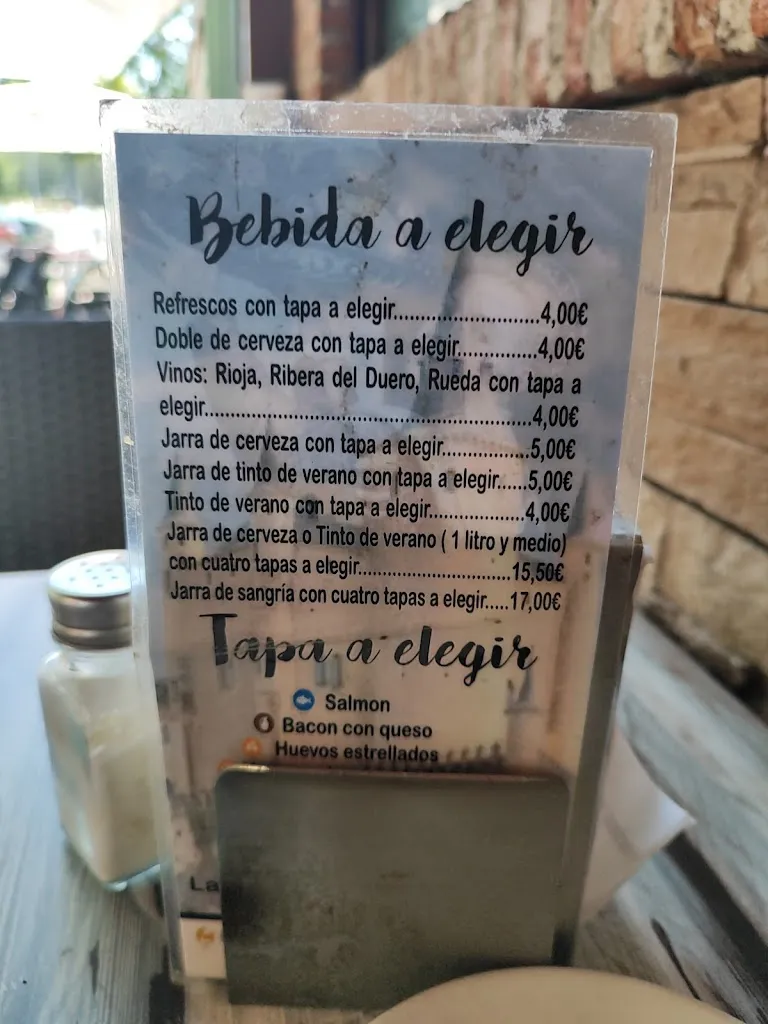 Bebida a elegir
Refrescos con tapa a elegir..........................4,00€
Doble de cerveza con tapa a elegir..............4,00€
Vinos: Rioja, Ribera del Duero, Rueda con tapa a
elegir..........................................................4,00€
Jarra de cerveza con tapa a elegir................5,00€
Jarra de tinto de verano con tapa a elegir......5,00€
Tinto de verano con tapa a elegir.................4,00€
Jarra de cerveza o Tinto de verano ( 1 litro y medio)
con cuatro tapas a elegir...............................15,50€
Jarra de sangría con cuatro tapas a elegir.....17,00€
Tapa a elegir
Salmon
Bacon con queso
Huevos estrellados
La